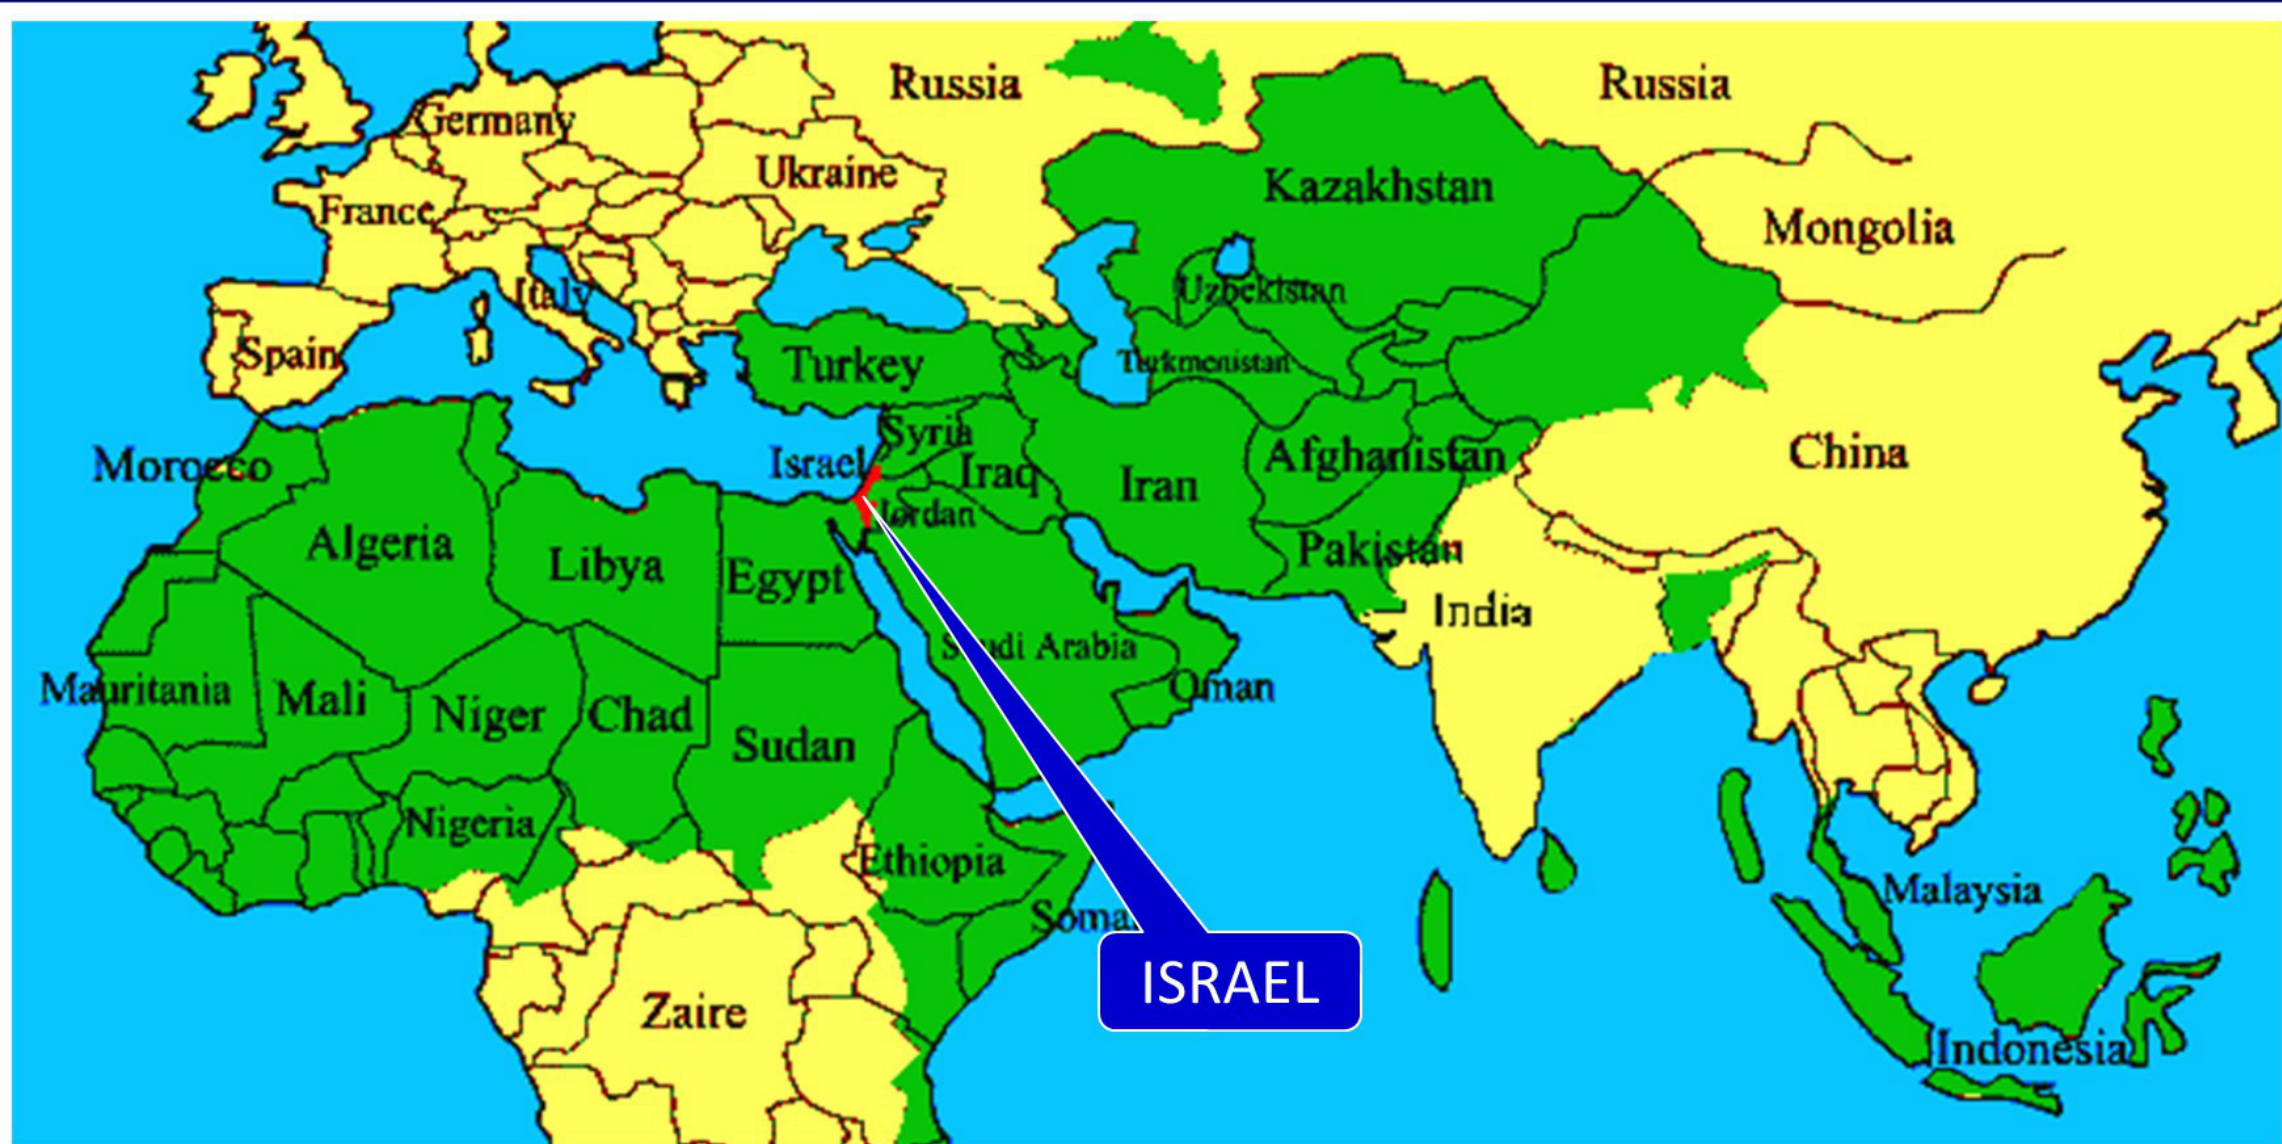 Russia
Russia
Germany
Ukraine
Kazakhstan
France
Mongolia
Italy
Uzbekistan
Spain
Turkey
Turkmenistan
Morocco
Syria
Israel
Iraq
Iran
Afghanistan
China
Jordan
Algeria
Libya
Egypt
Pakistan
India
Saudi Arabia
Mauritania
Mali
Niger
Chad
Oman
Sudan
Nigeria
Ethiopia
Malaysia
Soma
ISRAEL
Zaire
Indonesia